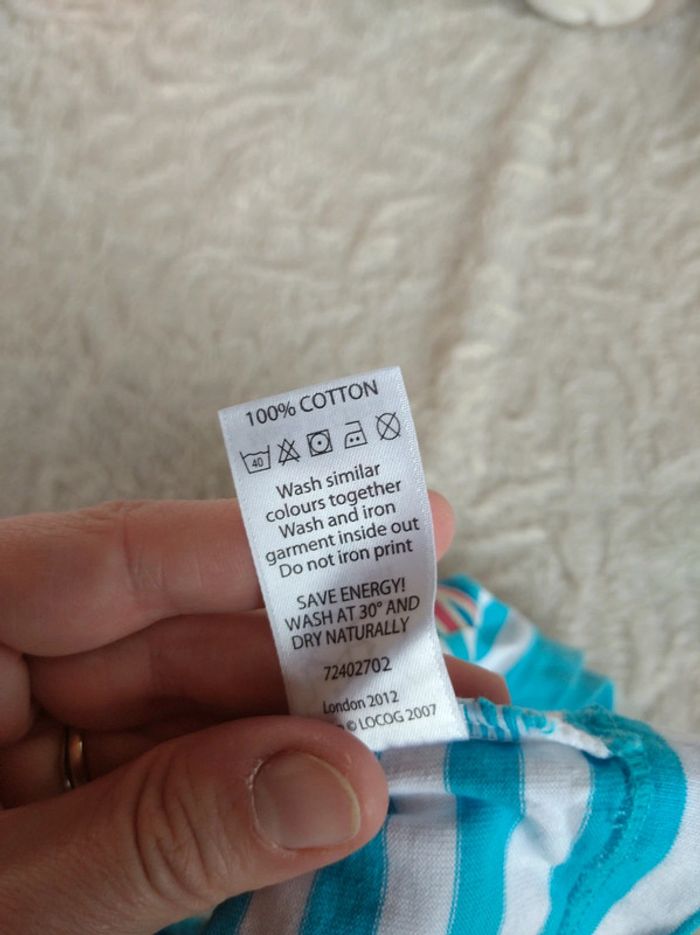 100% COTTON
40
Wash similar
colours together
Wash and iron
garment inside out
Do not iron print
SAVE ENERGY!
WASH AT 30° AND
DRY NATURALLY
72402702
London 2012
© LOCOG 2007